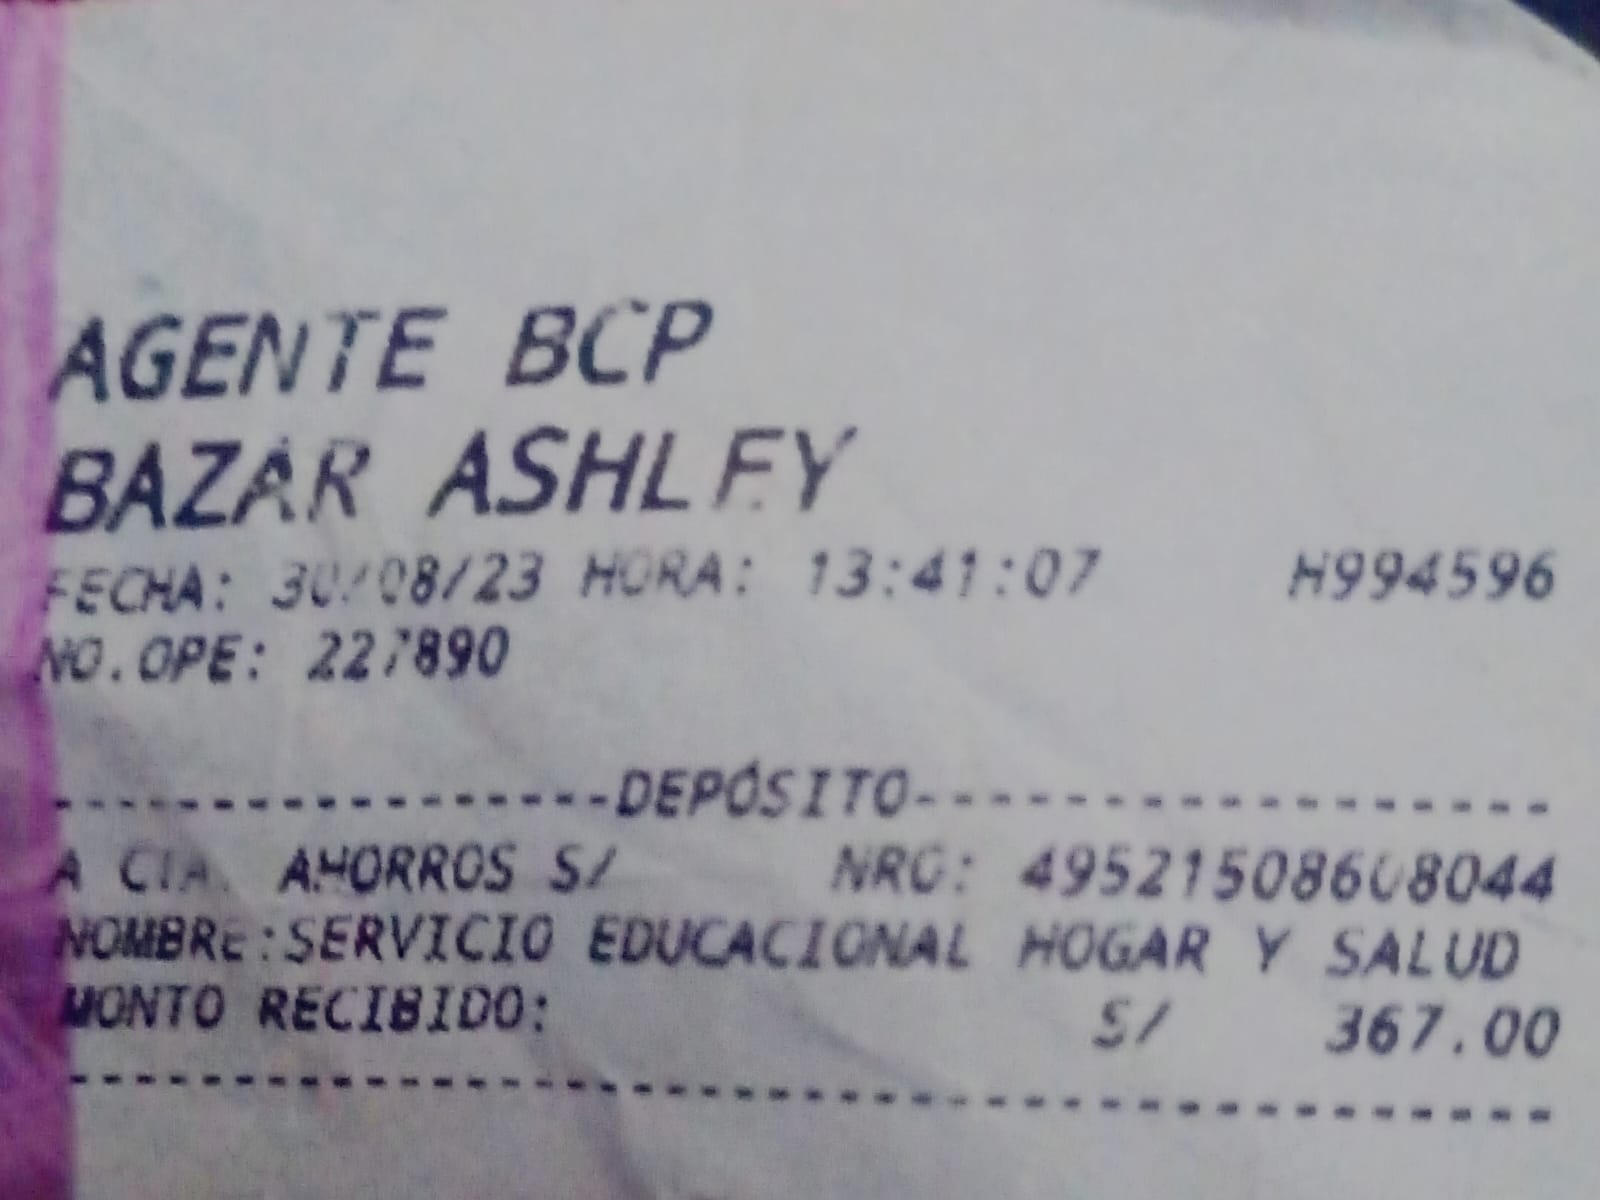 AGENTE BCP
BAZAR ASHLEY
FECHA: 30/08/23 HORA: 13:41:07 H994596
NO.OPE: 227890
-----------------DEPÓSITO------------------
A CTA. AHORROS S/ NRO: 49521508608044
NOMBRE:SERVICIO EDUCACIONAL HOGAR Y SALUD
MONTO RECIBIDO: S/ 367.00